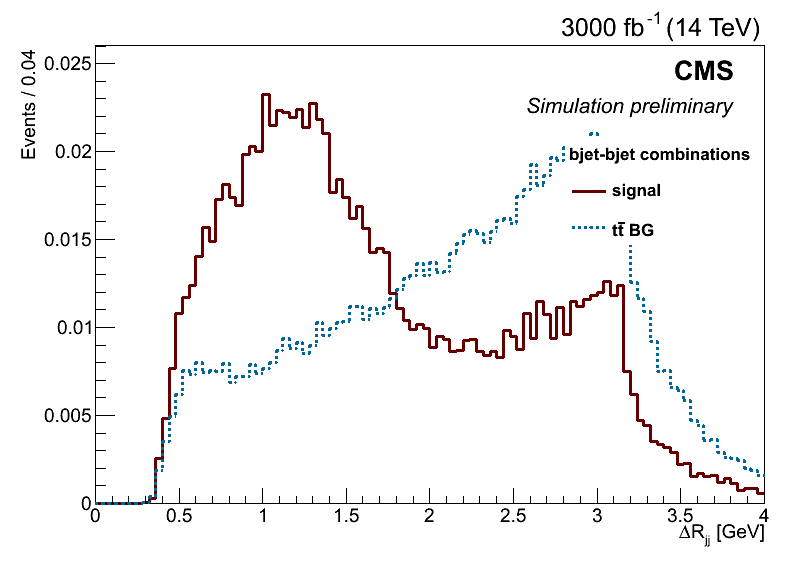 3000 fb⁻¹ (14 TeV)
CMS
Simulation preliminary
bjet-bjet combinations
signal
tt̄ BG
Events / 0.04
0.025
0.02
0.015
0.01
0.005
0
0 0.5 1 1.5 2 2.5 3 3.5 4
ΔRjj [GeV]